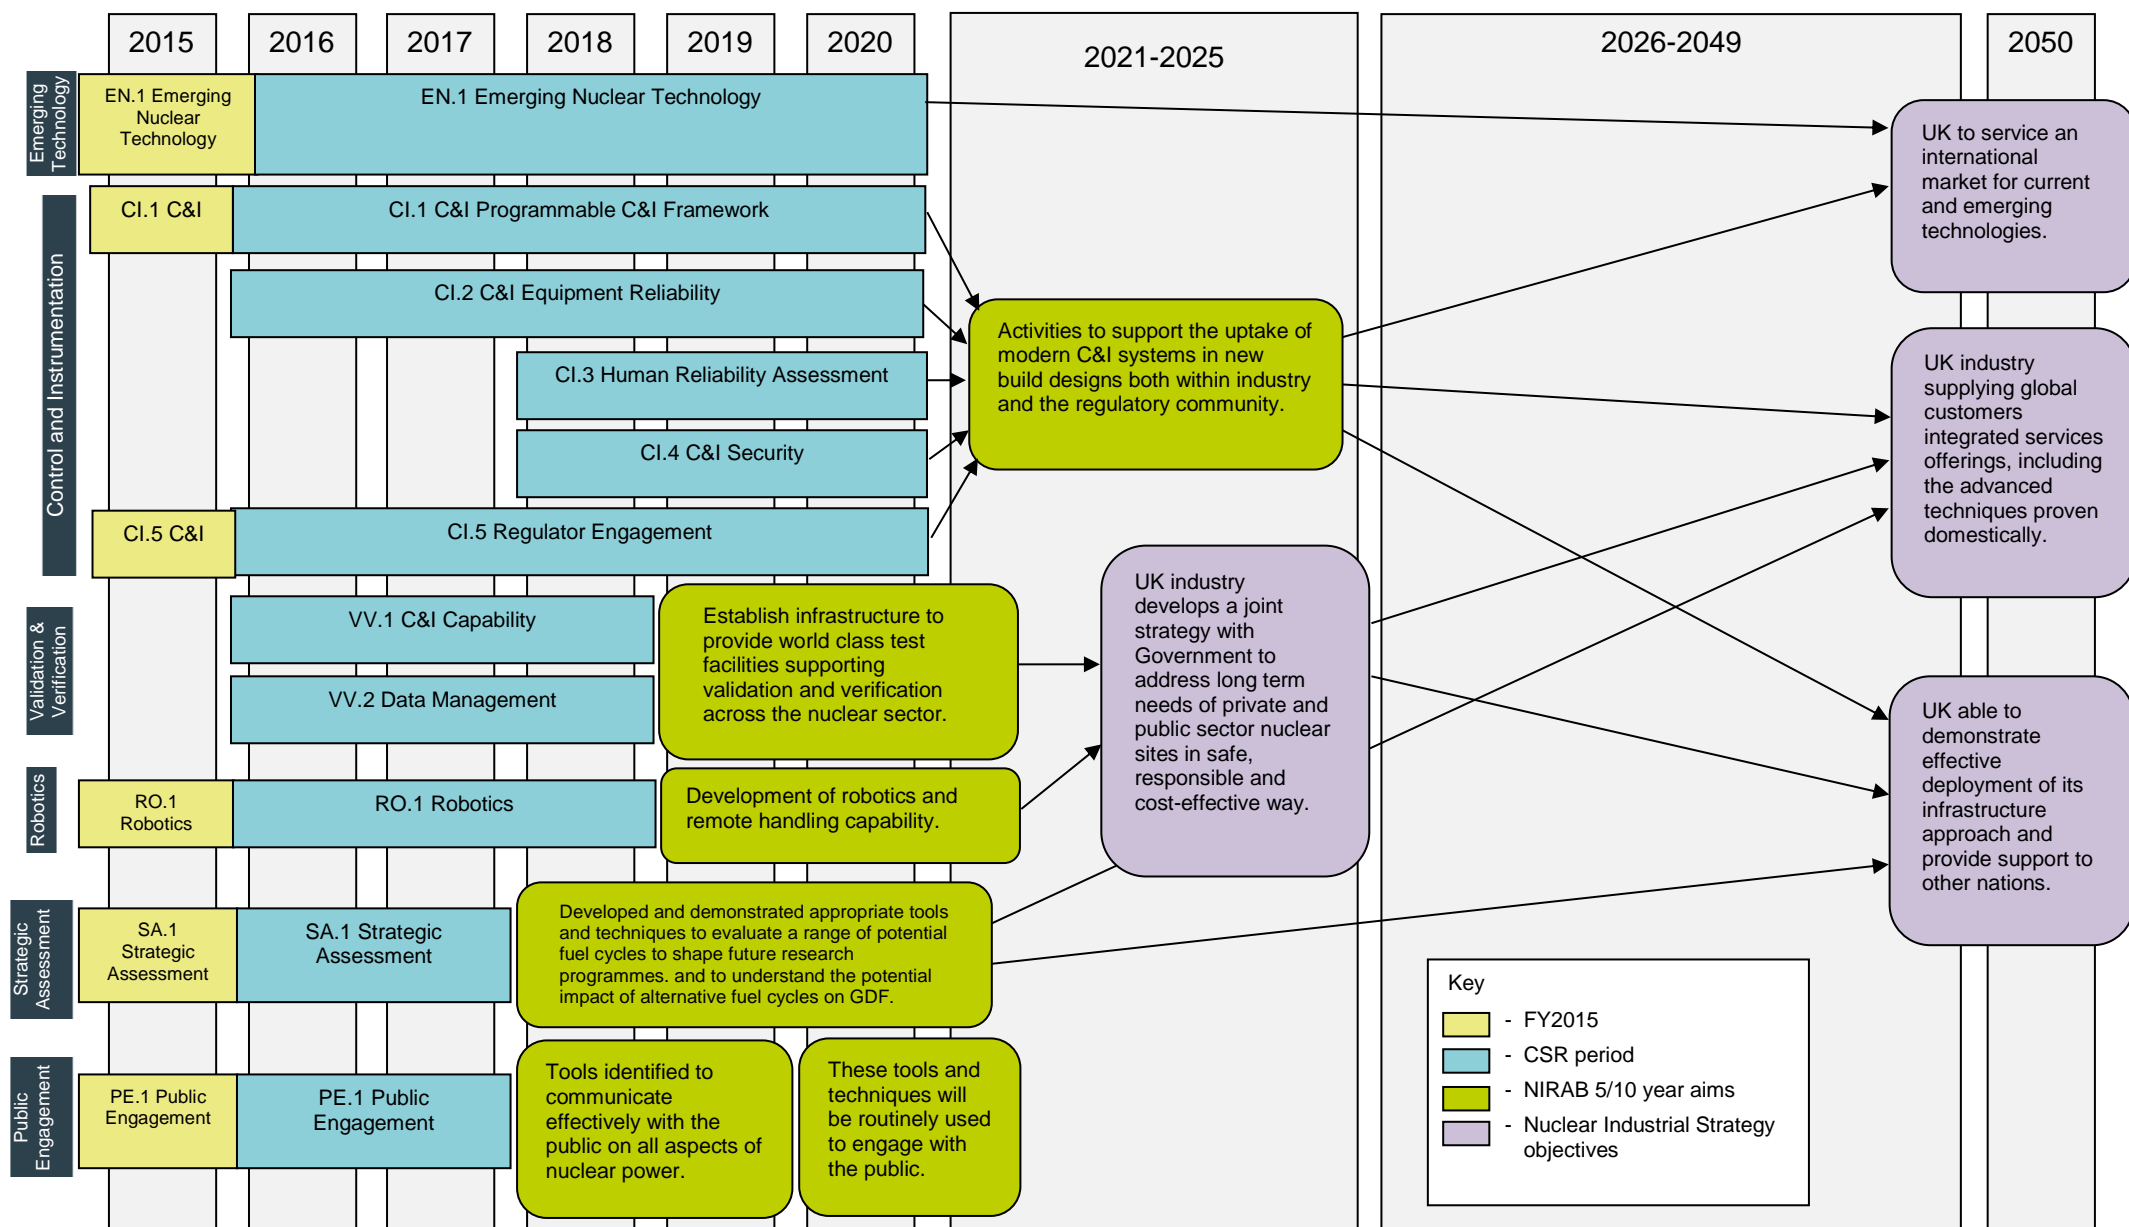 2015
2016
2017
2018
2019
2020
2021-2025
2026-2049
2050
Emerging
Technology
EN.1 Emerging
Nuclear
Technology
EN.1 Emerging Nuclear Technology
UK to service an
international
market for current
and emerging
technologies.
Control and Instrumentation
CI.1 C&I
CI.1 C&I Programmable C&I Framework
CI.2 C&I Equipment Reliability
CI.3 Human Reliability Assessment
CI.4 C&I Security
CI.5 C&I
CI.5 Regulator Engagement
Activities to support the uptake of
modern C&I systems in new
build designs both within industry
and the regulatory community.
UK industry
supplying global
customers
integrated services
offerings, including
the advanced
techniques proven
domestically.
Validation &
Verification
VV.1 C&I Capability
VV.2 Data Management
Establish infrastructure to
provide world class test
facilities supporting
validation and verification
across the nuclear sector.
UK industry
develops a joint
strategy with
Government to
address long term
needs of private and
public sector nuclear
sites in safe,
responsible and
cost-effective way.
UK able to
demonstrate
effective
deployment of its
infrastructure
approach and
provide support to
other nations.
Robotics
RO.1
Robotics
RO.1 Robotics
Development of robotics and
remote handling capability.
Strategic
Assessment
SA.1
Strategic
Assessment
SA.1 Strategic
Assessment
Developed and demonstrated appropriate tools
and techniques to evaluate a range of potential
fuel cycles to shape future research
programmes. and to understand the potential
impact of alternative fuel cycles on GDF.
Public
Engagement
PE.1 Public
Engagement
PE.1 Public
Engagement
Tools identified to
communicate
effectively with the
public on all aspects of
nuclear power.
These tools and
techniques will
be routinely used
to engage with
the public.
Key
- FY2015
- CSR period
- NIRAB 5/10 year aims
- Nuclear Industrial Strategy
objectives